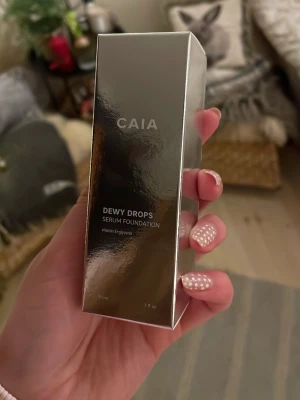 CAIA
DEWY DROPS
SERUM FOUNDATION